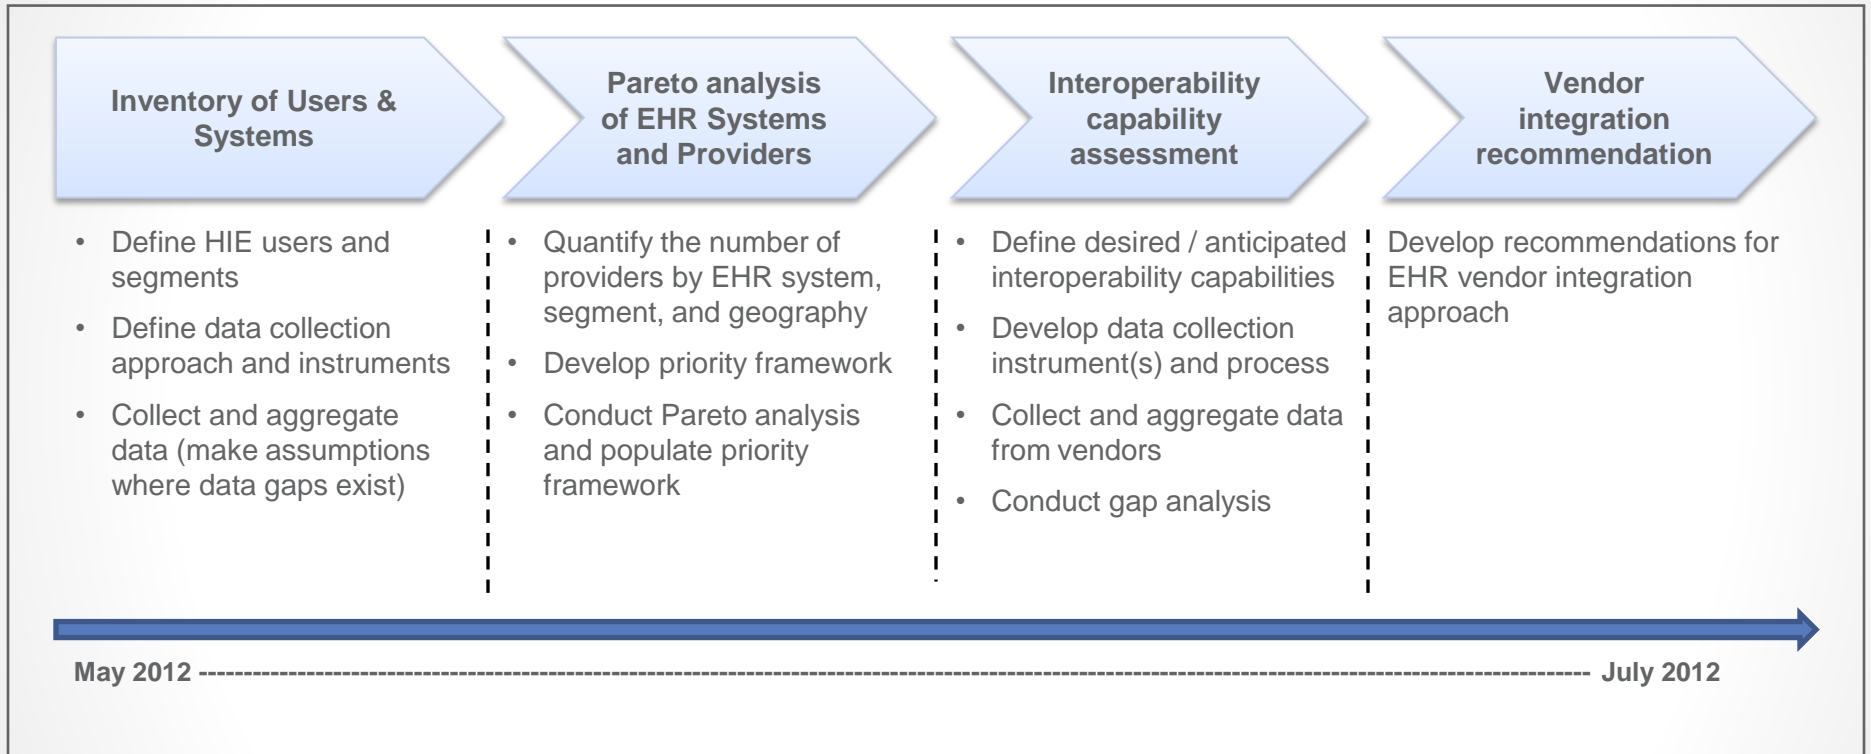 Inventory of Users &
Systems
Pareto analysis
of EHR Systems
and Providers
Interoperability
capability
assessment
Vendor
integration
recommendation
• Define HIE users and
segments
• Define data collection
approach and instruments
• Collect and aggregate
data (make assumptions
where data gaps exist)
• Quantify the number of
providers by EHR system,
segment, and geography
• Develop priority framework
• Conduct Pareto analysis
and populate priority
framework
• Define desired / anticipated
interoperability capabilities
• Develop data collection
instrument(s) and process
• Collect and aggregate data
from vendors
• Conduct gap analysis
Develop recommendations for
EHR vendor integration
approach
May 2012 ---------------------------------------------------------------------------------------------------------------------------------------------------------------- July 2012